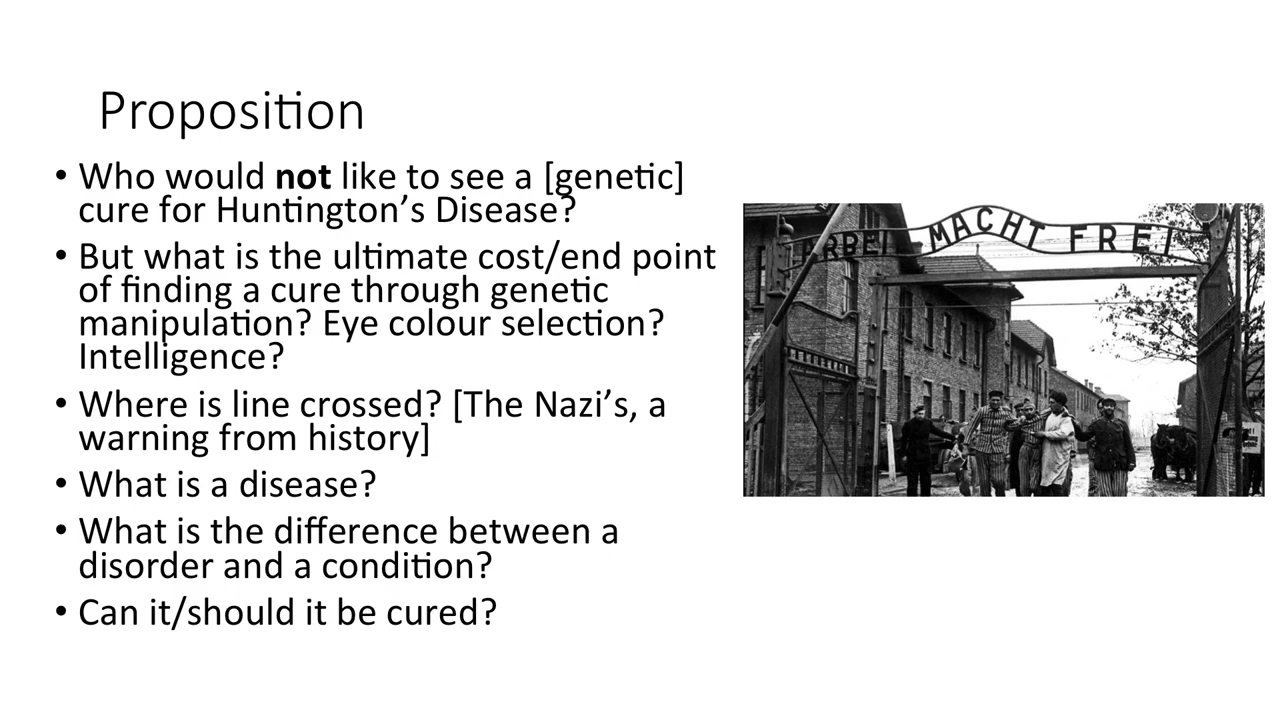 Proposition
• Who would not like to see a [genetic]
cure for Huntington’s Disease?
• But what is the ultimate cost/end point
of finding a cure through genetic
manipulation? Eye colour selection?
Intelligence?
• Where is line crossed? [The Nazi’s, a
warning from history]
• What is a disease?
• What is the difference between a
disorder and a condition?
• Can it/should it be cured?
ARBEI MACHT FREI